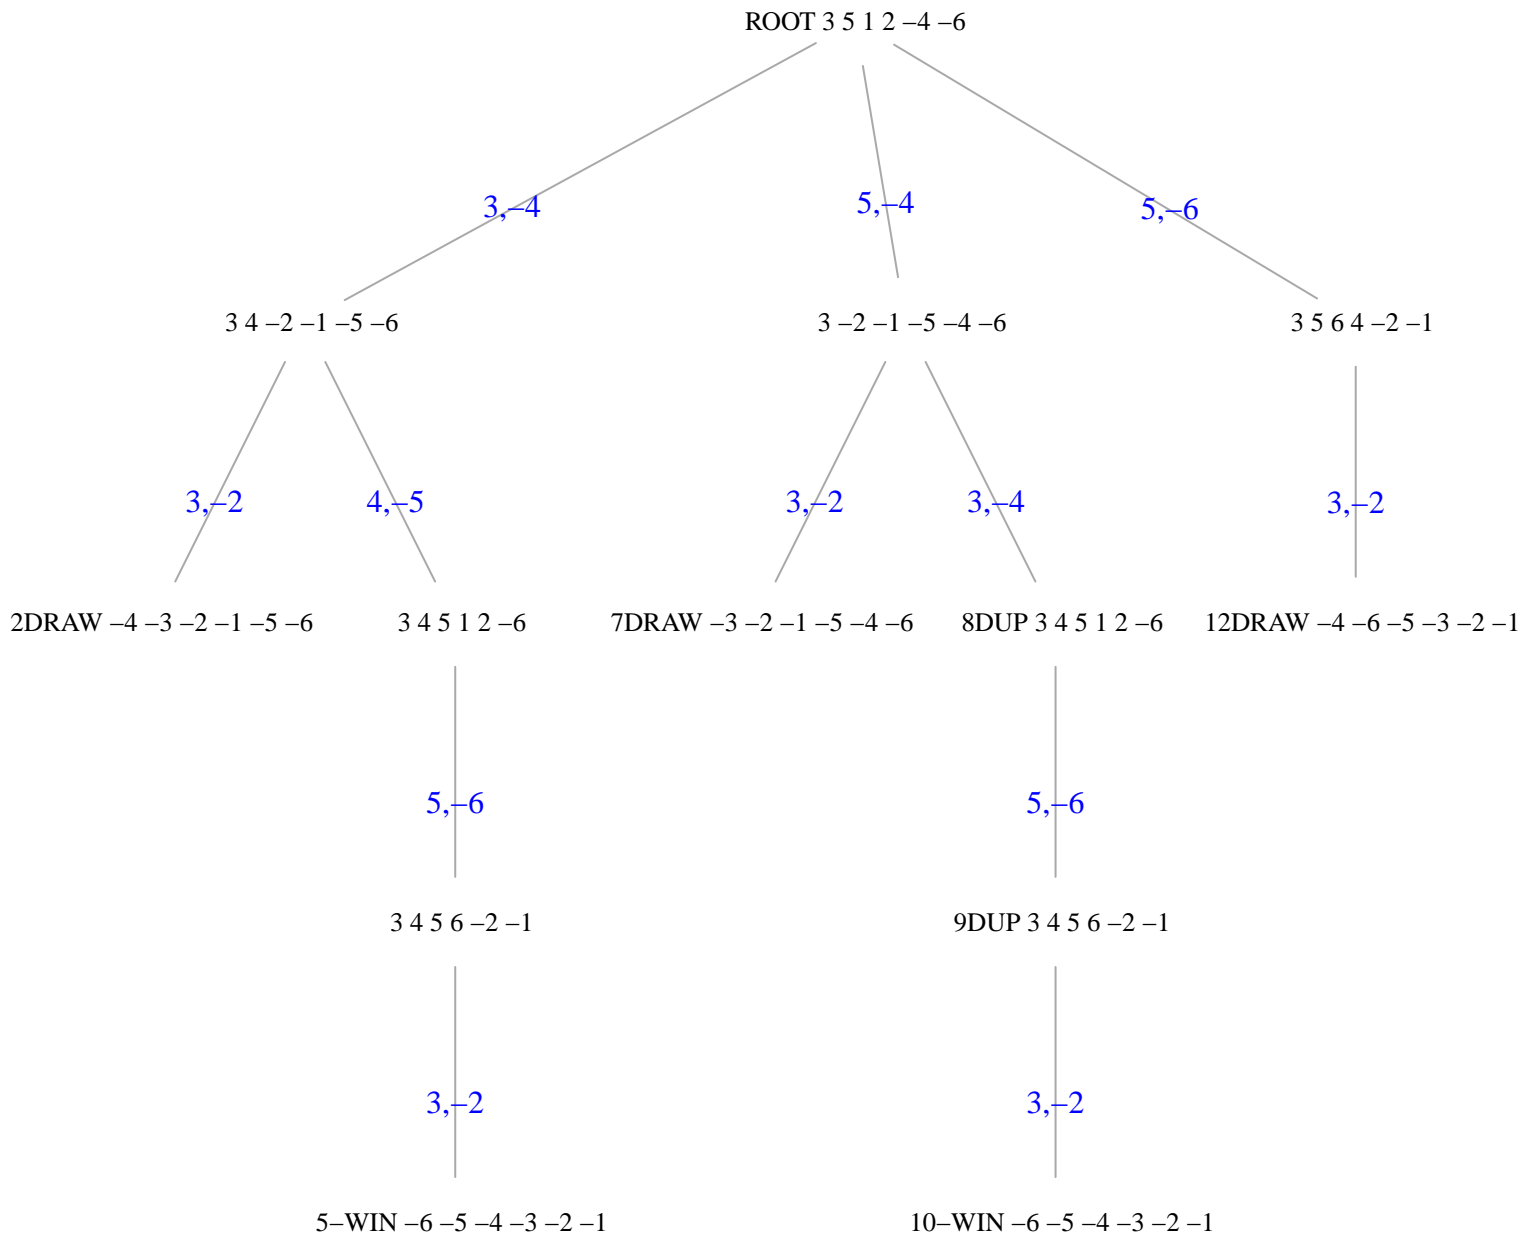 ROOT 3 5 1 2 –4 –6
3,–4
5,–4
5,–6
3 4 –2 –1 –5 –6
3 –2 –1 –5 –4 –6
3 5 6 4 –2 –1
3,–2
4,–5
3,–2
3,–4
3,–2
2DRAW –4 –3 –2 –1 –5 –6
3 4 5 1 2 –6
7DRAW –3 –2 –1 –5 –4 –6
8DUP 3 4 5 1 2 –6
12DRAW –4 –6 –5 –3 –2 –1
5,–6
5,–6
3 4 5 6 –2 –1
9DUP 3 4 5 6 –2 –1
3,–2
3,–2
5–WIN –6 –5 –4 –3 –2 –1
10–WIN –6 –5 –4 –3 –2 –1